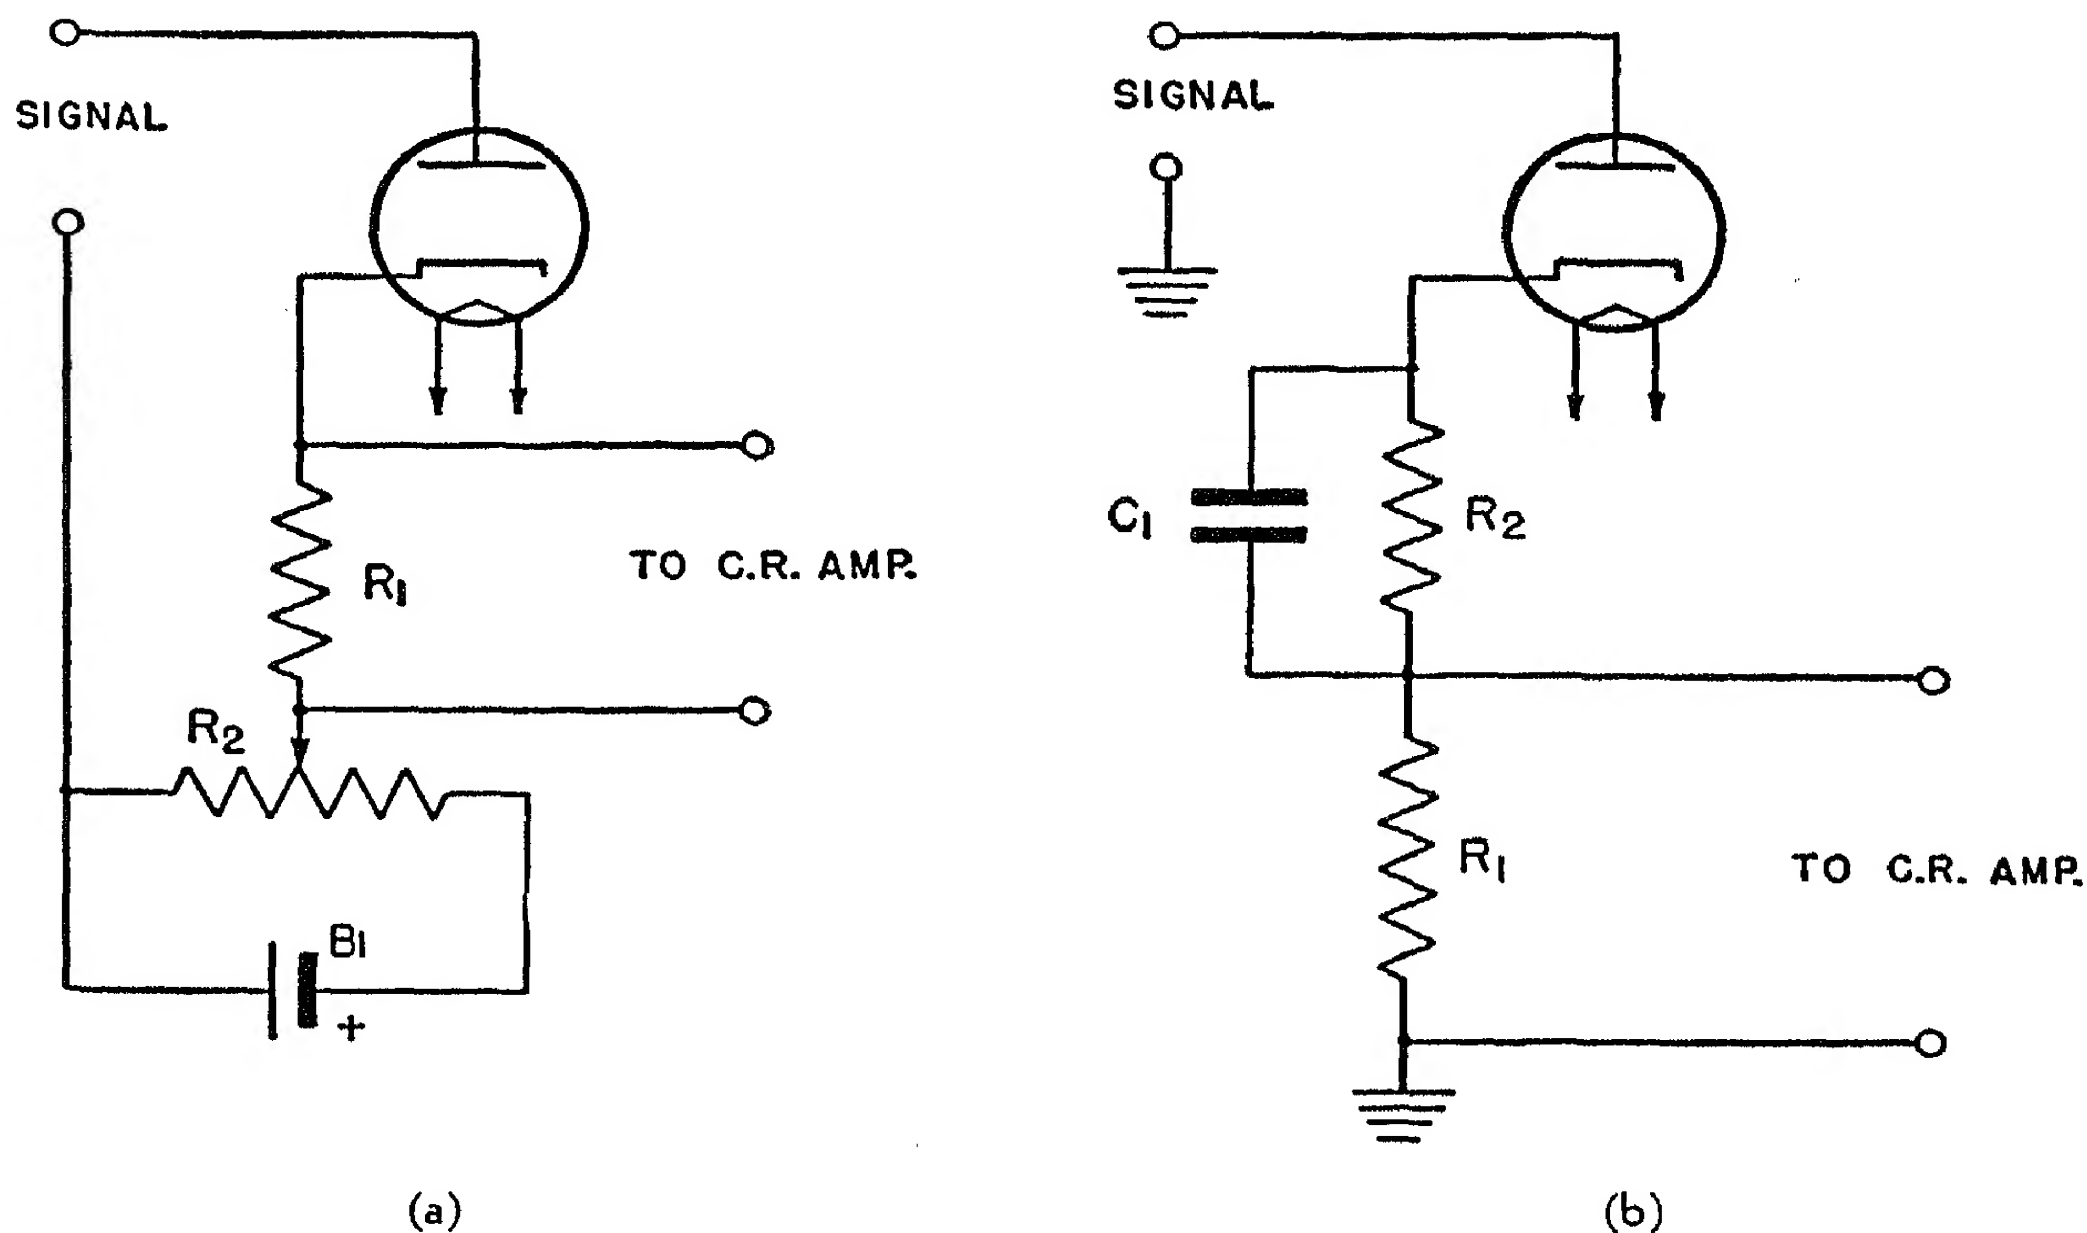 SIGNAL
R1
TO C.R. AMP.
R2
B1
+
(a)
SIGNAL
C1
R2
R1
TO C.R. AMP.
(b)